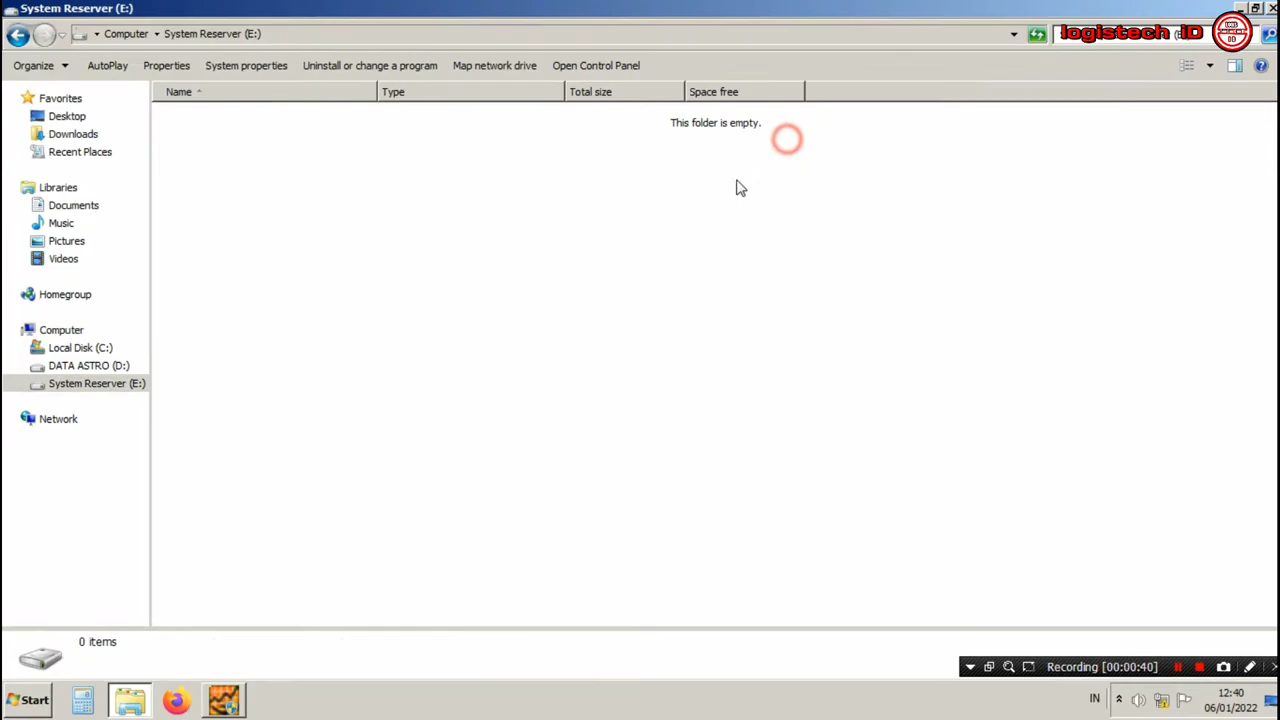 System Reserver (E:)
Computer System Reserver (E:)
logistech iD
Organize AutoPlay Properties System properties Uninstall or change a program Map network drive Open Control Panel
Name Type Total size Space free
This folder is empty.
Favorites
Desktop
Downloads
Recent Places
Libraries
Documents
Music
Pictures
Videos
Homegroup
Computer
Local Disk (C:)
DATA ASTRO (D:)
System Reserver (E:)
Network
0 items
Recording [00:00:40]
Start
IN
12:40
06/01/2022